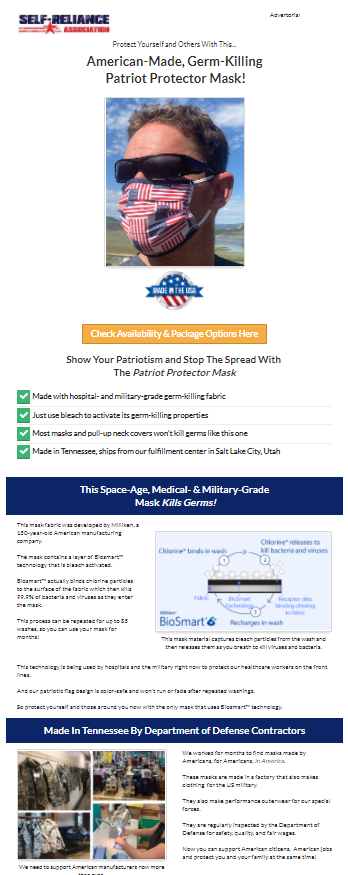 SELF-RELIANCE
ASSOCIATION
Advertorial
Protect Yourself and Others With This...
American-Made, Germ-Killing
Patriot Protector Mask!
MADE IN THE USA
Check Availability & Package Options Here
Show Your Patriotism and Stop The Spread With
The Patriot Protector Mask
Made with hospital- and military-grade germ-killing fabric
Just use bleach to activate its germ-killing properties
Most masks and pull-up neck covers won't kill germs like this one
Made in Tennessee, ships from our fulfillment center in Salt Lake City, Utah
This Space-Age, Medical- & Military-Grade
Mask Kills Germs!
This mask fabric was developed by Milliken, a
150-year-old American manufacturing
company.
The mask contains a layer of Biosmart™
technology that is bleach activated.
Biosmart™ actually binds chlorine particles
to the surface of the fabric which then kills
99.9% of bacteria and viruses as they enter
the mask.
This process can be repeated for up to 85
washes, so you can use your mask for
months!
Chlorine⁺ binds in wash
Chlorine⁺ releases to
kill bacteria and viruses
1
2
Fabric
BioSmart
Technology
Receptor sites
binding chlorine
to fabric
3
Milliken
BioSmart
Recharges in wash
This mask material captures bleach particles from the wash and
then releases them as you breath to kill viruses and bacteria.
This technology is being used by hospitals and the military right now to protect our healthcare workers on the front
lines.
And our patriotic flag design is color-safe and won't run or fade after repeated washings.
So protect yourself and those around you now with the only mask that uses Biosmart™ technology.
Made In Tennessee By Department of Defense Contractors
We worked for months to find masks made by
Americans, for Americans, in America.
These masks are made in a factory that also makes
clothing for the US military.
They also make performance outerwear for our special
forces.
They are regularly inspected by the Department of
Defense for safety, quality, and fair wages.
Now you can support American citizens, American jobs
and protect you and your family at the same time!
We need to support American manufacturers now more